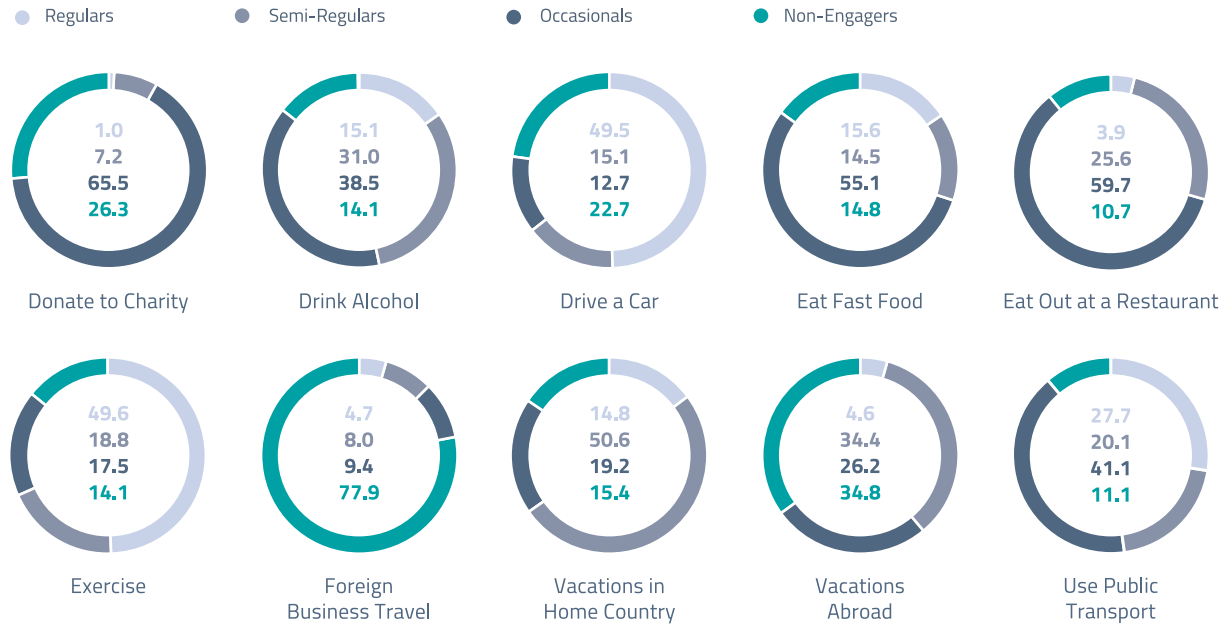 Regulars Semi-Regulars Occasionals Non-Engagers
1.0
7.2
65.5
26.3
Donate to Charity
15.1
31.0
38.5
14.1
Drink Alcohol
49.5
15.1
12.7
22.7
Drive a Car
15.6
14.5
55.1
14.8
Eat Fast Food
3.9
25.6
59.7
10.7
Eat Out at a Restaurant
49.6
18.8
17.5
14.1
Exercise
4.7
8.0
9.4
77.9
Foreign
Business Travel
14.8
50.6
19.2
15.4
Vacations in
Home Country
4.6
34.4
26.2
34.8
Vacations
Abroad
27.7
20.1
41.1
11.1
Use Public
Transport